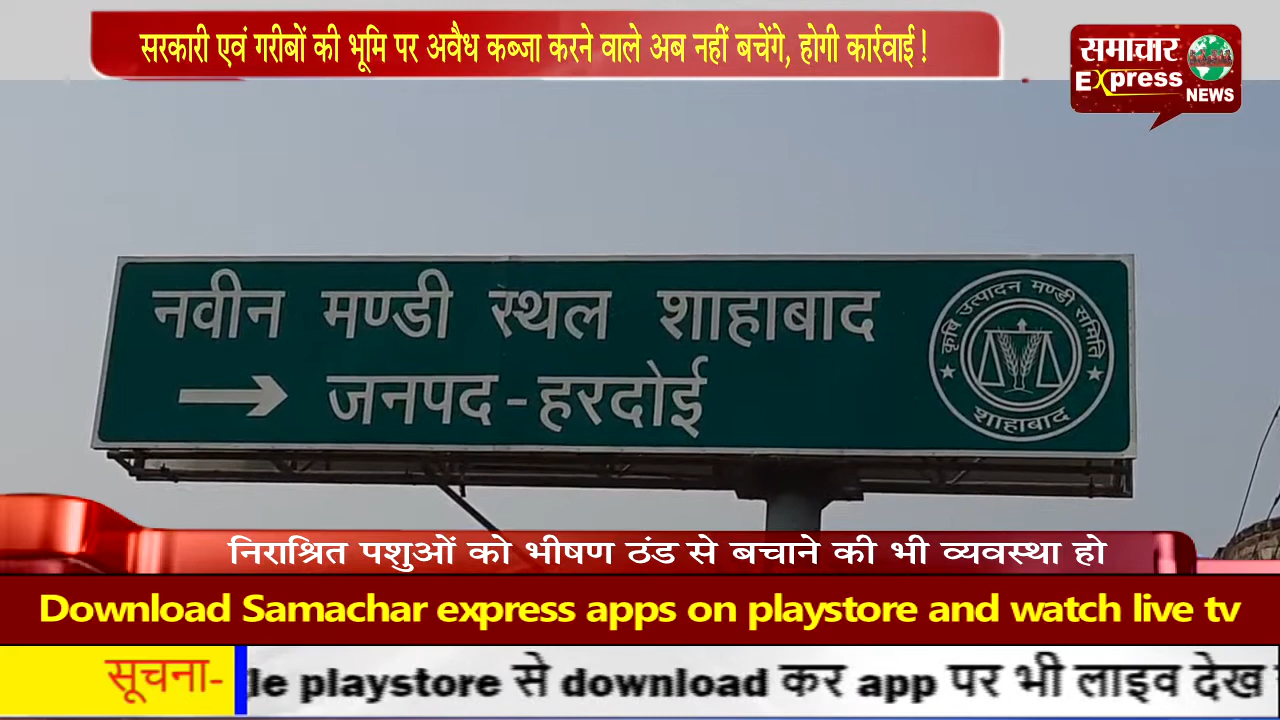 सरकारी एवं गरीबों की भूमि पर अवैध कब्जा करने वाले अब नहीं बचेंगे, होगी कार्रवाई!
समाचार
Express
NEWS
नवीन मण्डी स्थल शाहाबाद
जनपद-हरदोई
कृषि उत्पादन मण्डी समिति
शाहाबाद
निराश्रित पशुओं को भीषण ठंड से बचाने की भी व्यवस्था हो
Download Samachar express apps on playstore and watch live tv
सूचना-
le playstore से download कर app पर भी लाइव देख